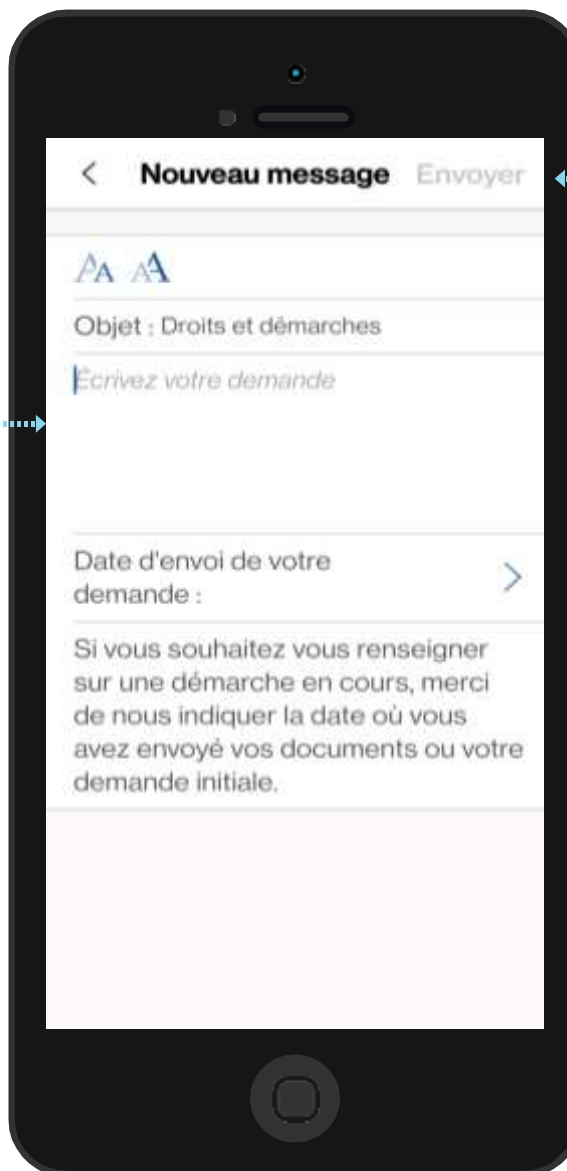 < Nouveau message Envoyer
AA AA
Objet : Droits et démarches
Écrivez votre demande
Date d'envoi de votre
demande :
Si vous souhaitez vous renseigner
sur une démarche en cours, merci
de nous indiquer la date où vous
avez envoyé vos documents ou votre
demande initiale.